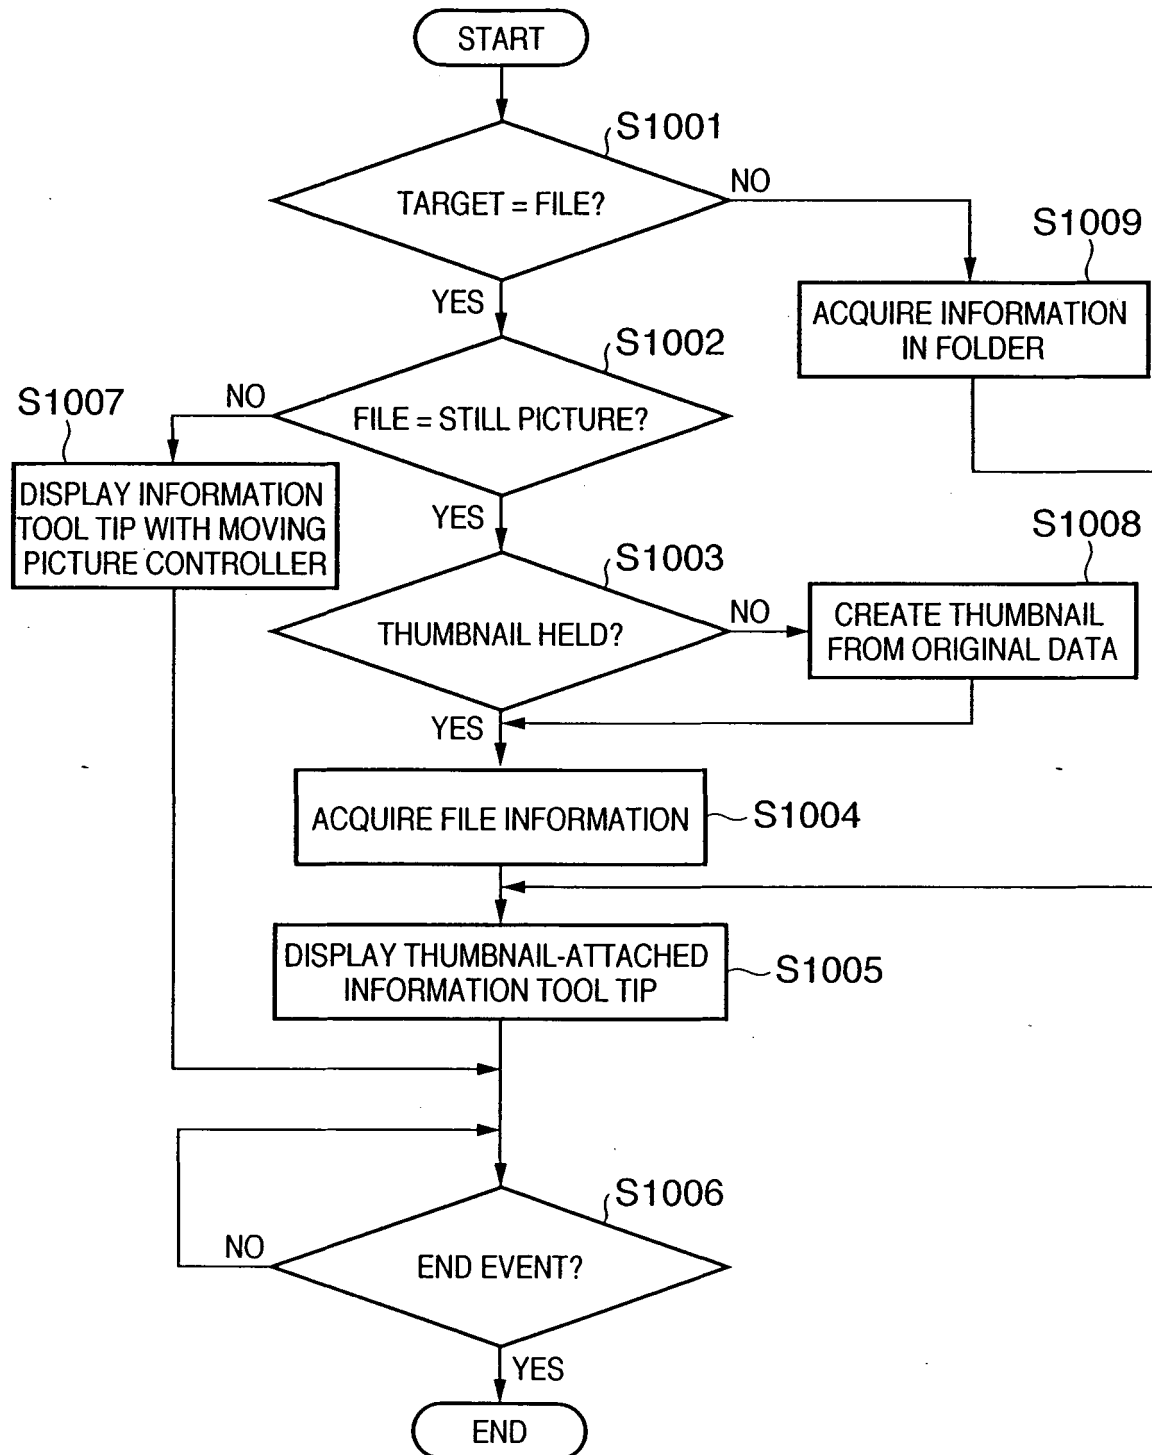 START
S1001
TARGET = FILE?
NO
S1009
YES
ACQUIRE INFORMATION
IN FOLDER
S1002
S1007
NO
FILE = STILL PICTURE?
DISPLAY INFORMATION
TOOL TIP WITH MOVING
PICTURE CONTROLLER
YES
S1008
S1003
NO
THUMBNAIL HELD?
CREATE THUMBNAIL
FROM ORIGINAL DATA
YES
ACQUIRE FILE INFORMATION
S1004
DISPLAY THUMBNAIL-ATTACHED
INFORMATION TOOL TIP
S1005
S1006
NO
END EVENT?
YES
END